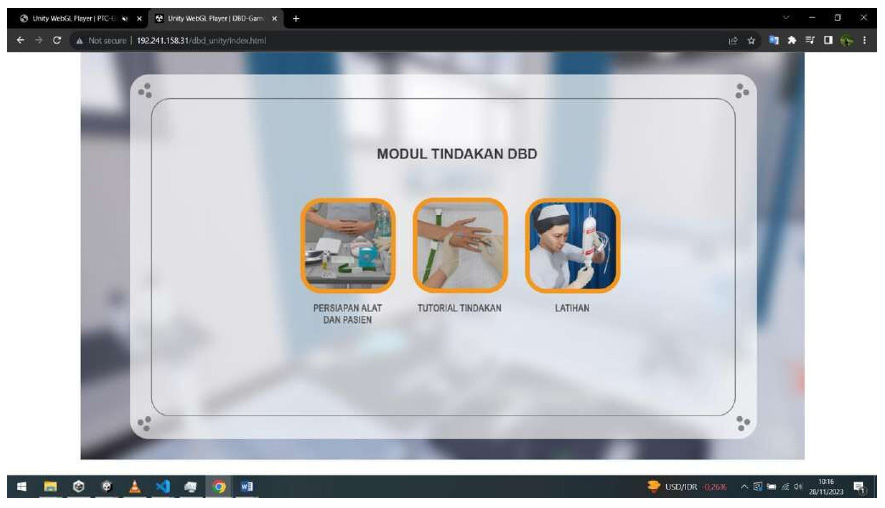 Unity WebGL Player | PTC-G
Unity WebGL Player | DBD-Gam
Not secure | 192.241.158.31/dbd_unity/index.html
MODUL TINDAKAN DBD
PERSIAPAN ALAT
DAN PASIEN
TUTORIAL TINDAKAN
LATIHAN
USD/IDR -0,26%
10:16
28/11/2023